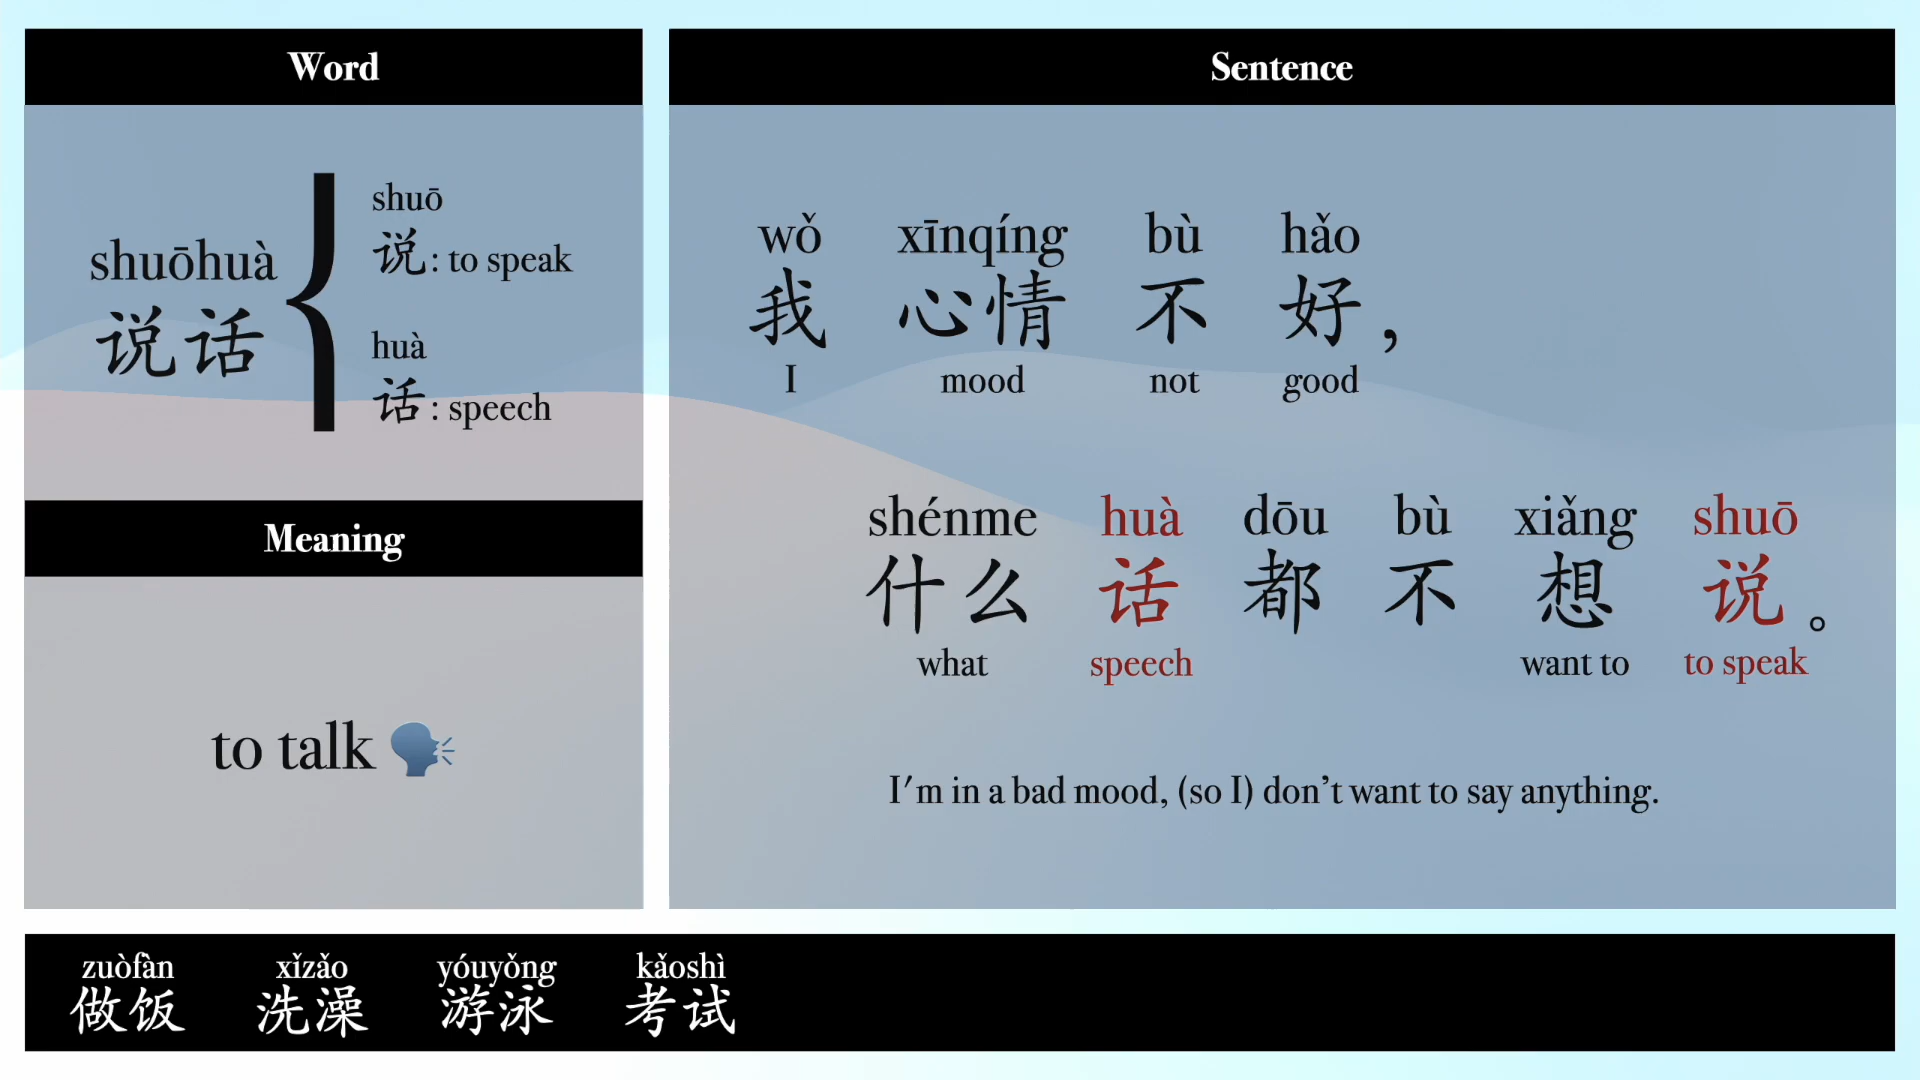 Word
shuōhuà
说话
shuō
说: to speak
huà
话: speech
Meaning
to talk
Sentence
wǒ xīnqíng bù hǎo
我 心情 不 好,
I mood not good
shénme huà dōu bù xiǎng shuō
什么 话 都 不 想 说。
what speech want to to speak
I'm in a bad mood, (so I) don't want to say anything.
zuòfàn xǐzǎo yóuyǒng kǎoshì
做饭 洗澡 游泳 考试